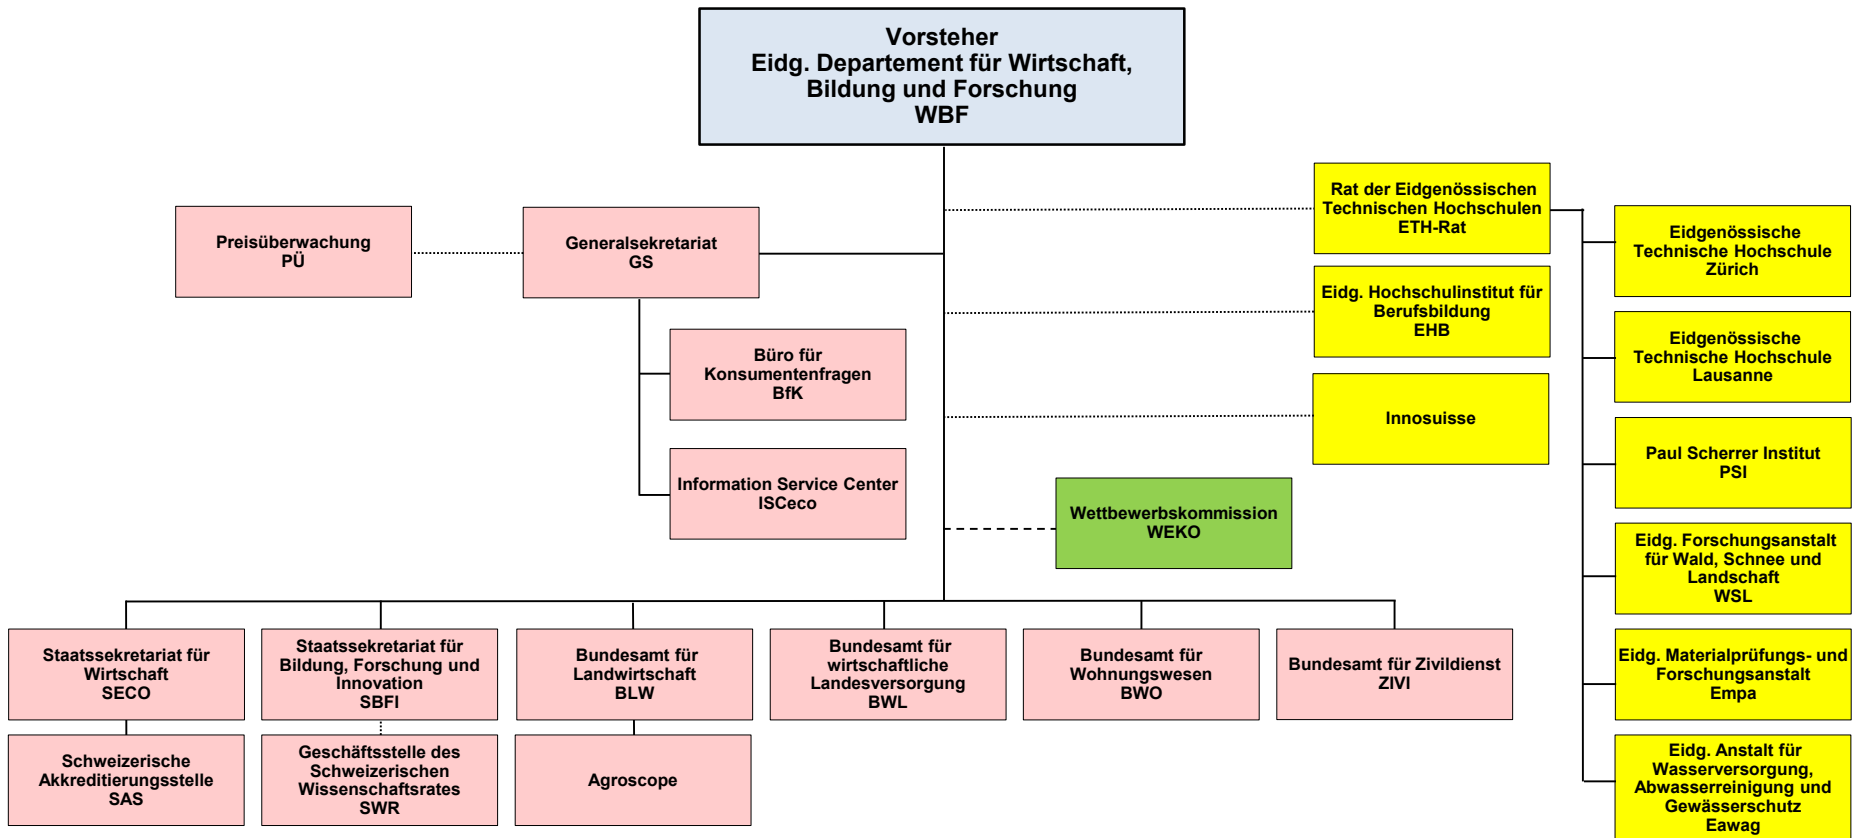 Vorsteher
Eidg. Departement für Wirtschaft,
Bildung und Forschung
WBF
Preisüberwachung
PÜ
Generalsekretariat
GS
Büro für
Konsumentenfragen
BfK
Information Service Center
ISCeco
Rat der Eidgenössischen
Technischen Hochschulen
ETH-Rat
Eidg. Hochschulinstitut für
Berufsbildung
EHB
Innosuisse
Wettbewerbskommission
WEKO
Eidgenössische
Technische Hochschule
Zürich
Eidgenössische
Technische Hochschule
Lausanne
Paul Scherrer Institut
PSI
Eidg. Forschungsanstalt
für Wald, Schnee und
Landschaft
WSL
Eidg. Materialprüfungs- und
Forschungsanstalt
Empa
Eidg. Anstalt für
Wasserversorgung,
Abwasserreinigung und
Gewässerschutz
Eawag
Staatssekretariat für
Wirtschaft
SECO
Staatssekretariat für
Bildung, Forschung und
Innovation
SBFI
Bundesamt für
Landwirtschaft
BLW
Bundesamt für
wirtschaftliche
Landesversorgung
BWL
Bundesamt für
Wohnungswesen
BWO
Bundesamt für Zivildienst
ZIVI
Schweizerische
Akkreditierungsstelle
SAS
Geschäftsstelle des
Schweizerischen
Wissenschaftsrates
SWR
Agroscope